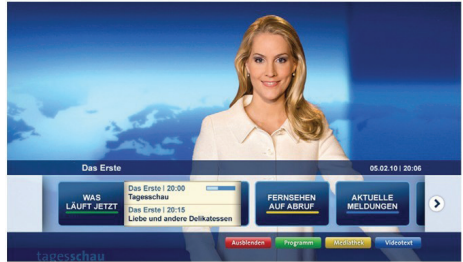 Das Erste
05.02.10 | 20:06
WAS
LÄUFT JETZT
Das Erste | 20:00
Tagesschau
Das Erste | 20:15
Liebe und andere Delikatessen
FERNSEHEN
AUF ABRUF
AKTUELLE
MELDUNGEN
Ausblenden
Programm
Mediathek
Videotext
tagesschau